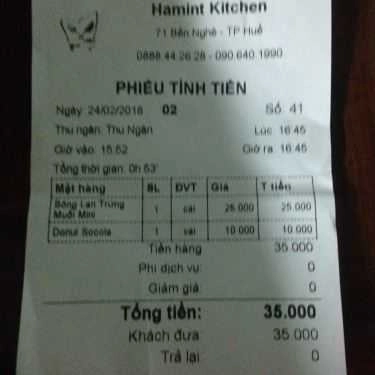 Hamint Kitchen
71 Bến Nghé - TP Huế
0888.44.26.28 - 090.640.1990
PHIẾU TÍNH TIỀN
Ngày: 24/02/2018 02 Số: 41
Thu ngân: Thu Ngân Lúc: 16:45
Giờ vào: 15:52 Giờ ra: 16:45
Tổng thời gian: 0h 53'
Mặt hàng SL ĐVT Giá T.tiền
Bông Lan Trứng Muối Mini 1 cái 25.000 25.000
Donut Socola 1 cái 10.000 10.000
Tiền hàng 35.000
Phí dịch vụ: 0
Giảm giá: 0
Tổng tiền: 35.000
Khách đưa: 35.000
Trả lại: 0